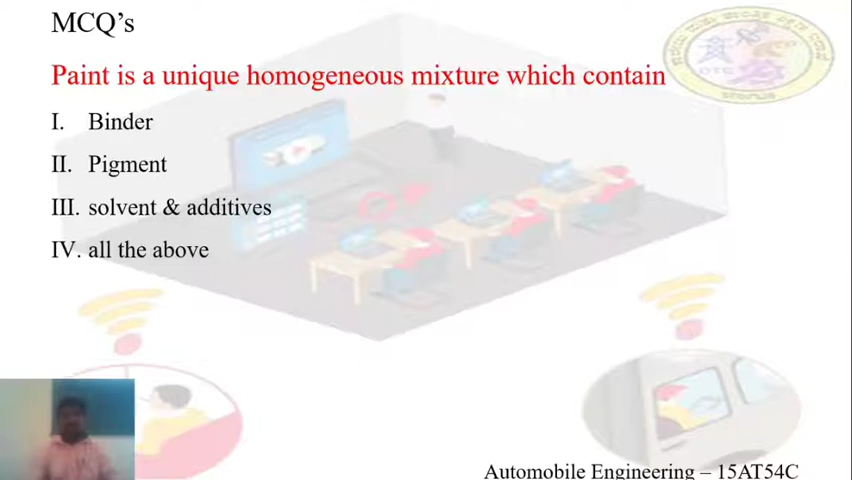 MCQ’s
Paint is a unique homogeneous mixture which contain
I. Binder
II. Pigment
III. solvent & additives
IV. all the above
Automobile Engineering – 15AT54C